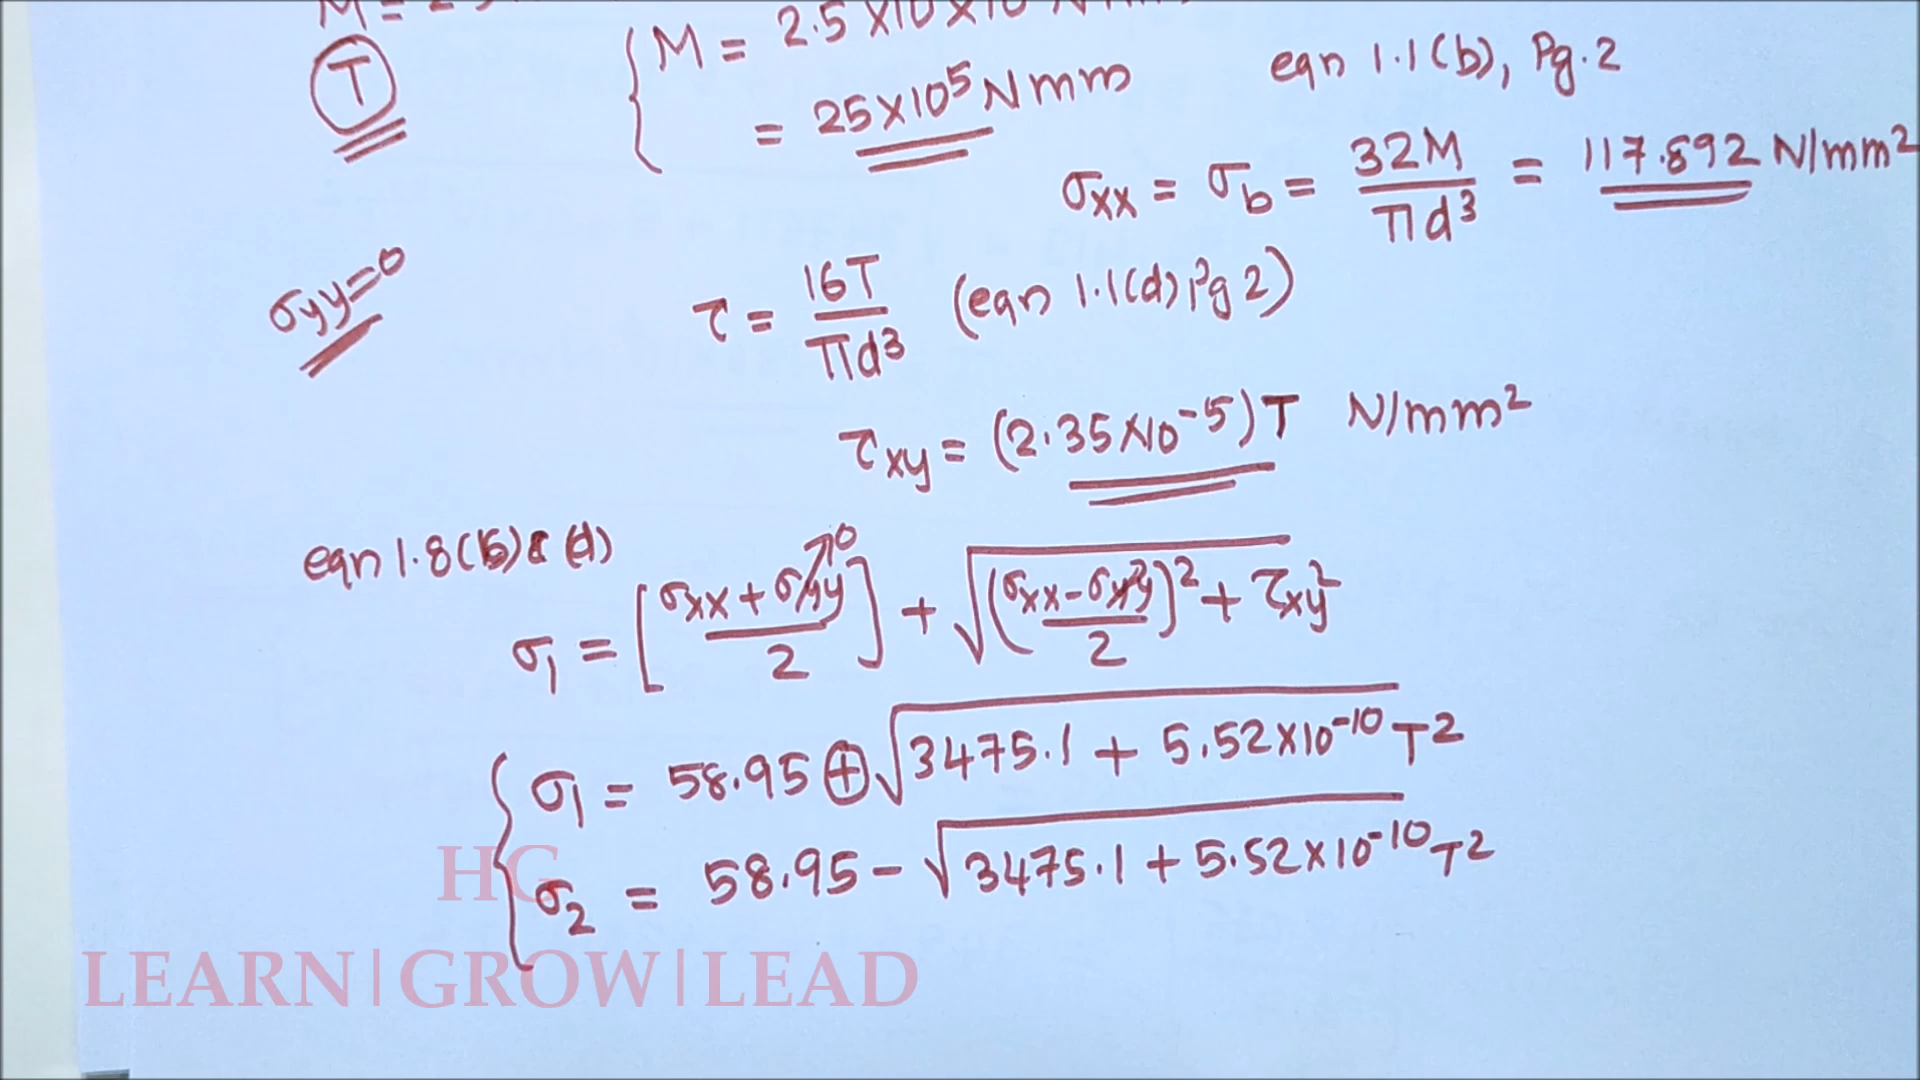 M =
T
M = 2.5 x10 x10 Nmm
= 25x10⁵ Nmm
eqn 1.1(b), Pg.2
σxx = σb = 32M/πd³ = 117.892 N/mm²
σyy=0
τ = 16T/πd³ (eqn 1.1(d) Pg 2)
τxy = (2.35x10⁻⁵)T N/mm²
eqn 1.8(b) & (d)
σ1 = [(σxx + σyy)/2] + √(((σxx - σyy)/2)² + τxy²)
0
σ1 = 58.95 ⊕ √(3475.1 + 5.52x10⁻¹⁰ T²)
σ2 = 58.95 - √(3475.1 + 5.52x10⁻¹⁰ T²)
HG
LEARN|GROW|LEAD